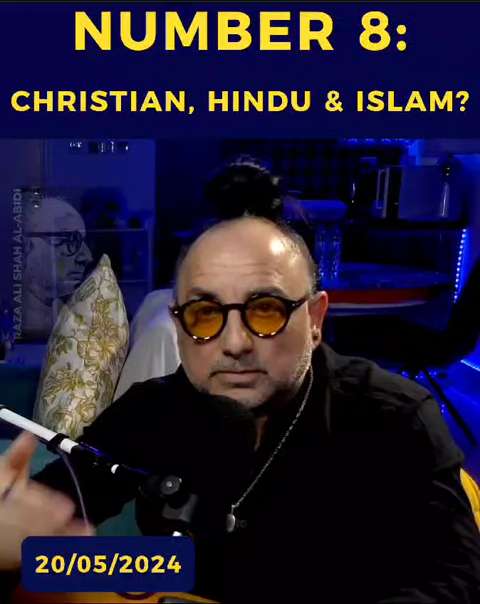 NUMBER 8:
CHRISTIAN, HINDU & ISLAM?
RAZA ALI SHAH AL-ABIDI
20/05/2024